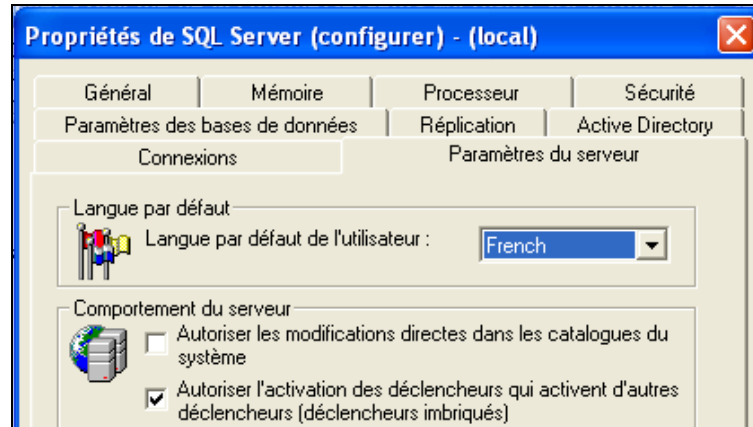 Propriétés de SQL Server (configurer) - (local)
Général Mémoire Processeur Sécurité
Paramètres des bases de données Réplication Active Directory
Connexions Paramètres du serveur
Langue par défaut
Langue par défaut de l'utilisateur : French
Comportement du serveur
Autoriser les modifications directes dans les catalogues du
système
Autoriser l'activation des déclencheurs qui activent d'autres
déclencheurs (déclencheurs imbriqués)